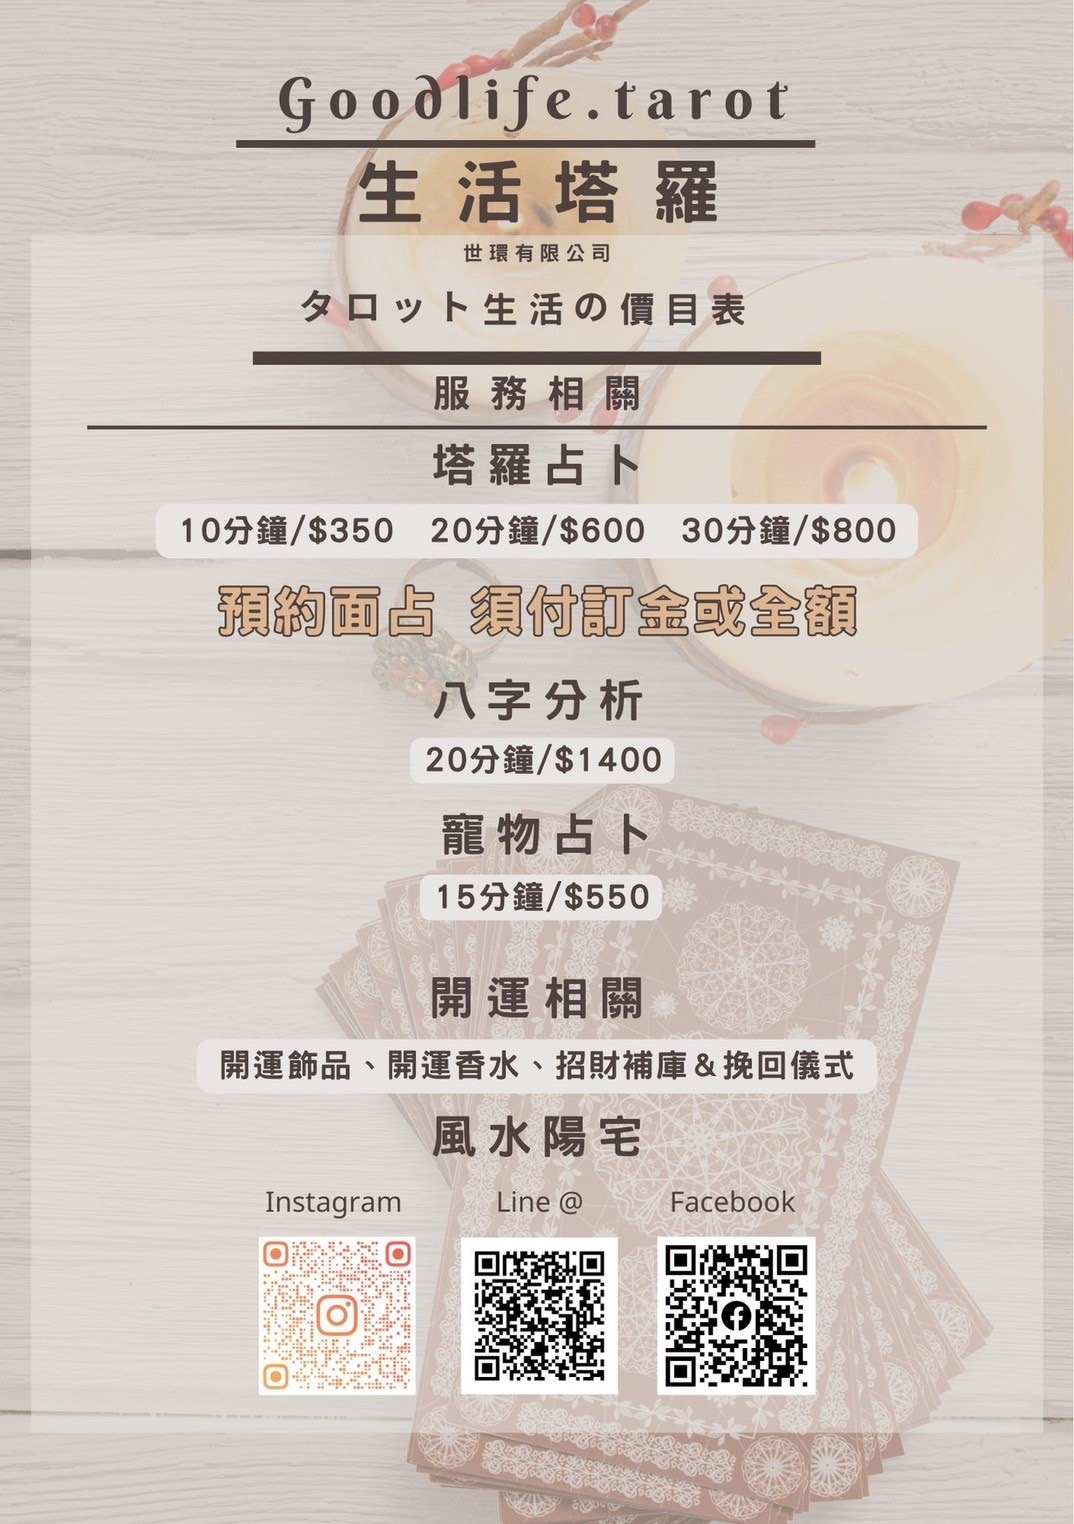 Goodlife.tarot
生活塔羅
世環有限公司
タロット生活の價目表
服務相關
塔羅占卜
10分鐘/$350 20分鐘/$600 30分鐘/$800
預約面占 須付訂金或全額
八字分析
20分鐘/$1400
寵物占卜
15分鐘/$550
開運相關
開運飾品、開運香水、招財補庫&挽回儀式
風水陽宅
Instagram Line @ Facebook